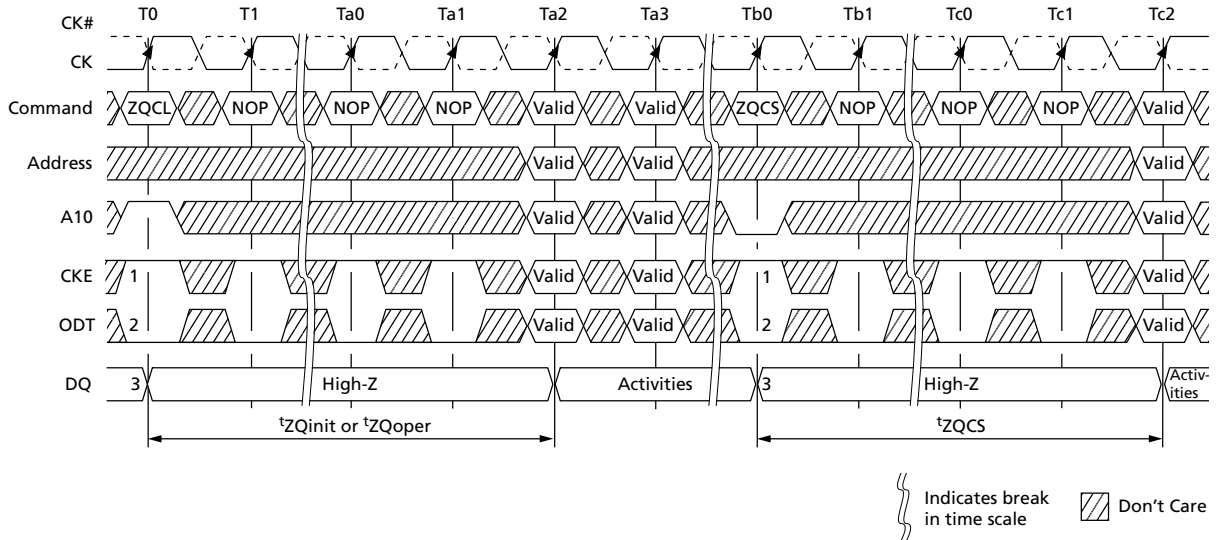 CK#
T0 T1 Ta0 Ta1 Ta2 Ta3 Tb0 Tb1 Tc0 Tc1 Tc2
CK
Command ZQCL NOP NOP NOP Valid Valid ZQCS NOP NOP NOP Valid
Address Valid Valid Valid
A10 Valid Valid Valid
CKE 1 Valid Valid 1 Valid
ODT 2 Valid Valid 2 Valid
DQ 3 High-Z Activities 3 High-Z Activ-
ities
tZQinit or tZQoper tZQCS
Indicates break
in time scale
Don't Care